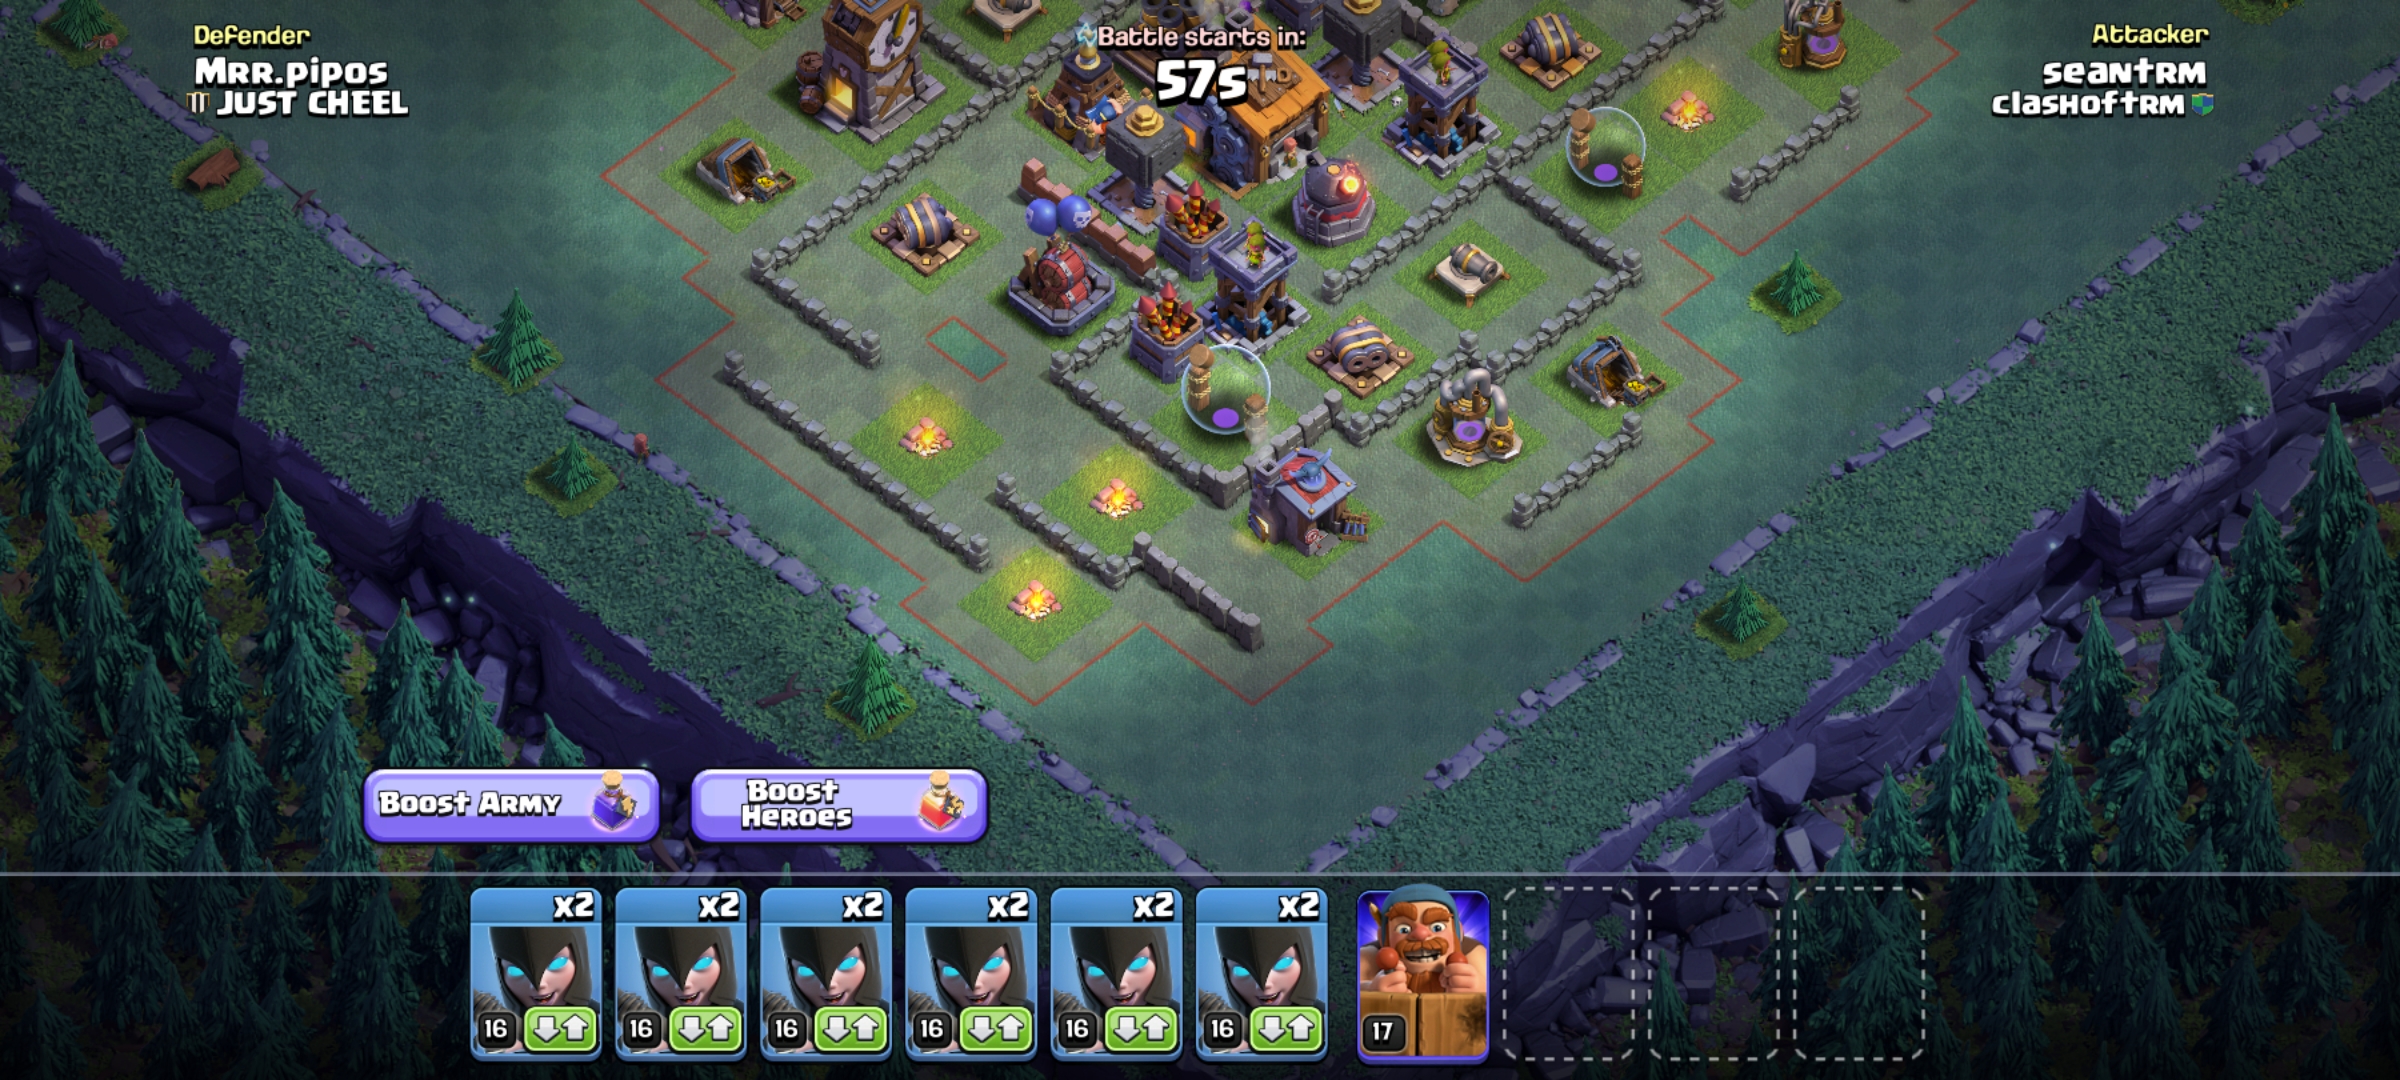 Defender
MRR.pipos
JUST CHEEL
Battle starts in:
57s
Attacker
seantrm
clashoftrm
Boost Army
Boost
Heroes
x2
x2
x2
x2
x2
x2
16
16
16
16
16
16
17